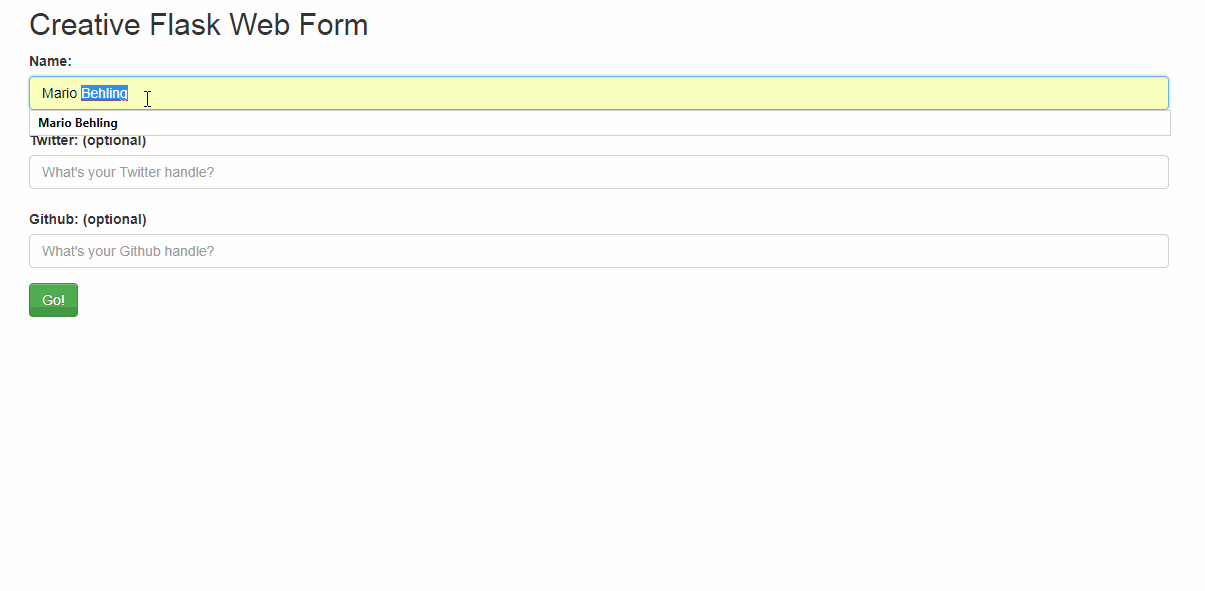 Creative Flask Web Form
Name:
Mario Behling
Mario Behling
Twitter: (optional)
What's your Twitter handle?
Github: (optional)
What's your Github handle?
Go!